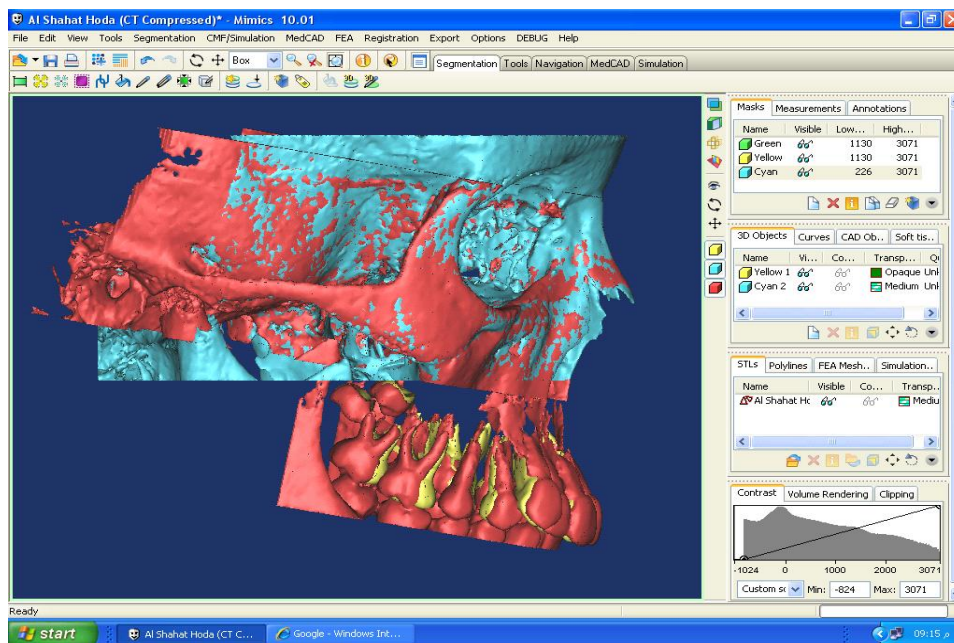 Al Shahat Hoda (CT Compressed)* - Mimics 10.01
File Edit View Tools Segmentation CMF/Simulation MedCAD FEA Registration Export Options DEBUG Help
Box Segmentation Tools Navigation MedCAD Simulation
Masks Measurements Annotations
Name Visible Low... High...
Green 1130 3071
Yellow 1130 3071
Cyan 226 3071
3D Objects Curves CAD Ob.. Soft tis..
Name Vi... Co... Transp... Qu
Yellow 1 Opaque Unl
Cyan 2 Medium Unl
STLs Polylines FEA Mesh.. Simulation..
Name Visible Co... Transp..
Al Shahat Ho Mediu
Contrast Volume Rendering Clipping
-1024 0 1000 2000 3071
Custom sc Min: -824 Max: 3071
Ready
start Al Shahat Hoda (CT C... Google - Windows Int... 09:15 م